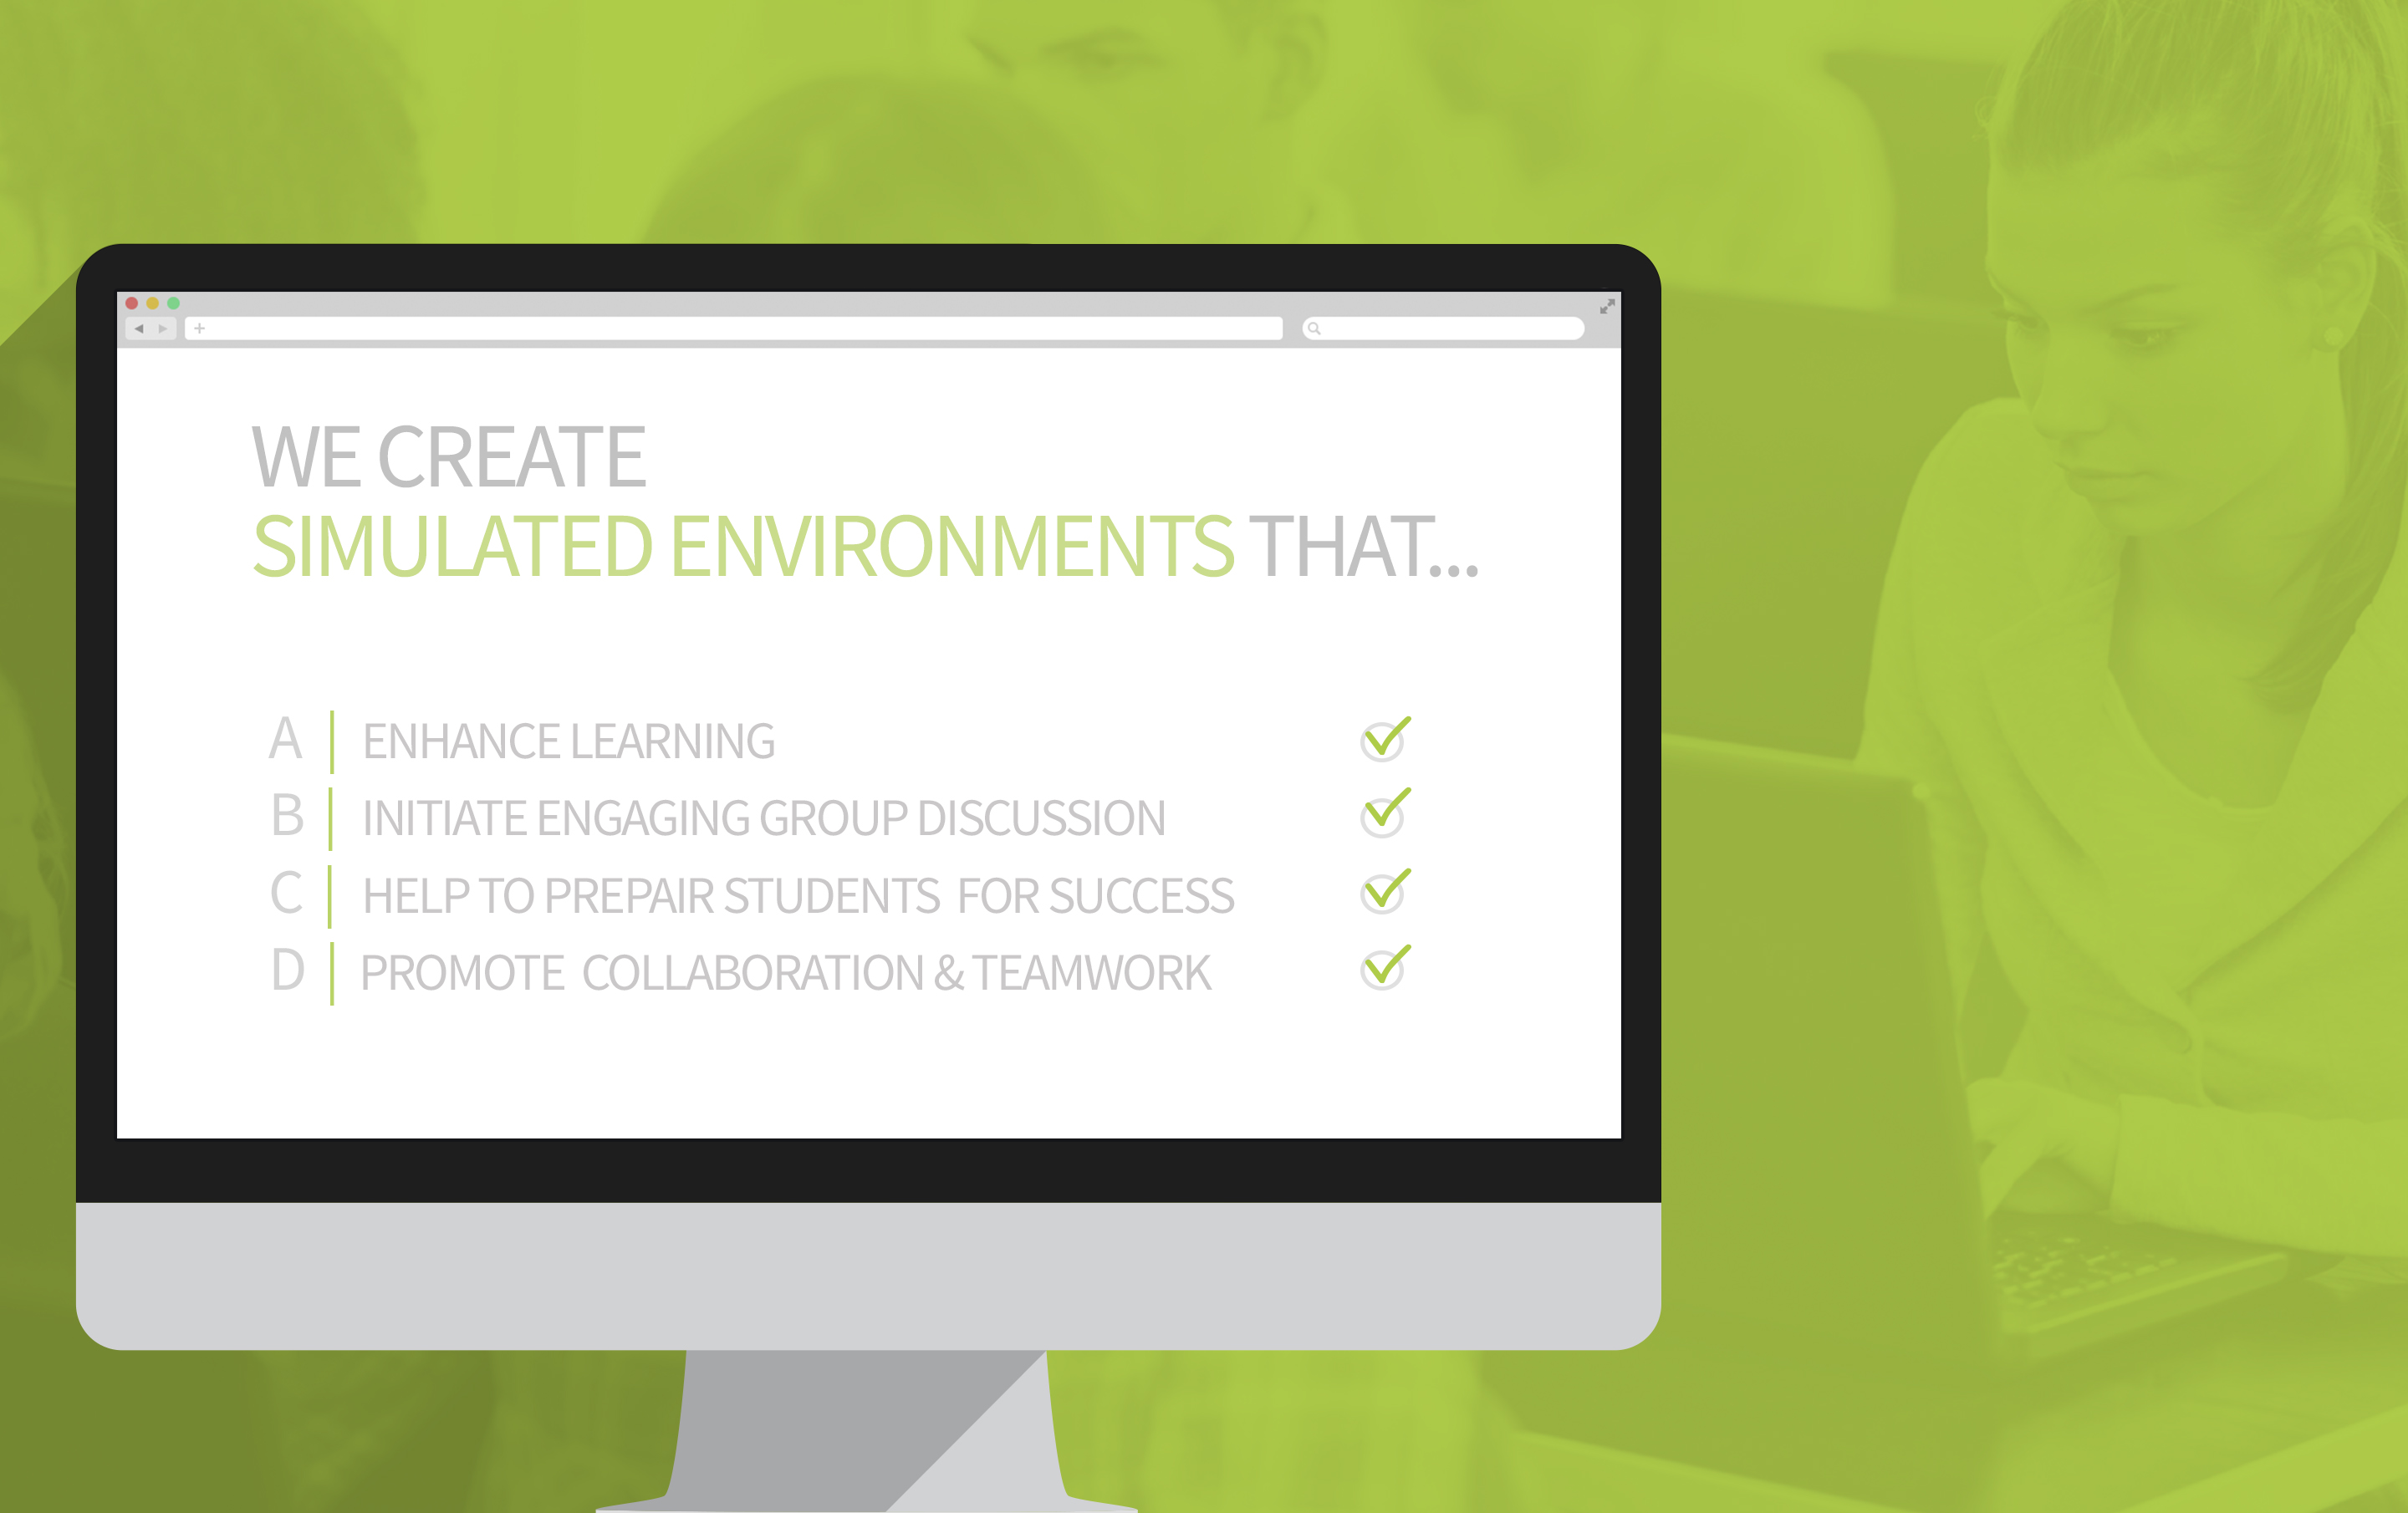 WE CREATE
SIMULATED ENVIRONMENTS THAT...
A ENHANCE LEARNING
B INITIATE ENGAGING GROUP DISCUSSION
C HELP TO PREPAIR STUDENTS FOR SUCCESS
D PROMOTE COLLABORATION & TEAMWORK